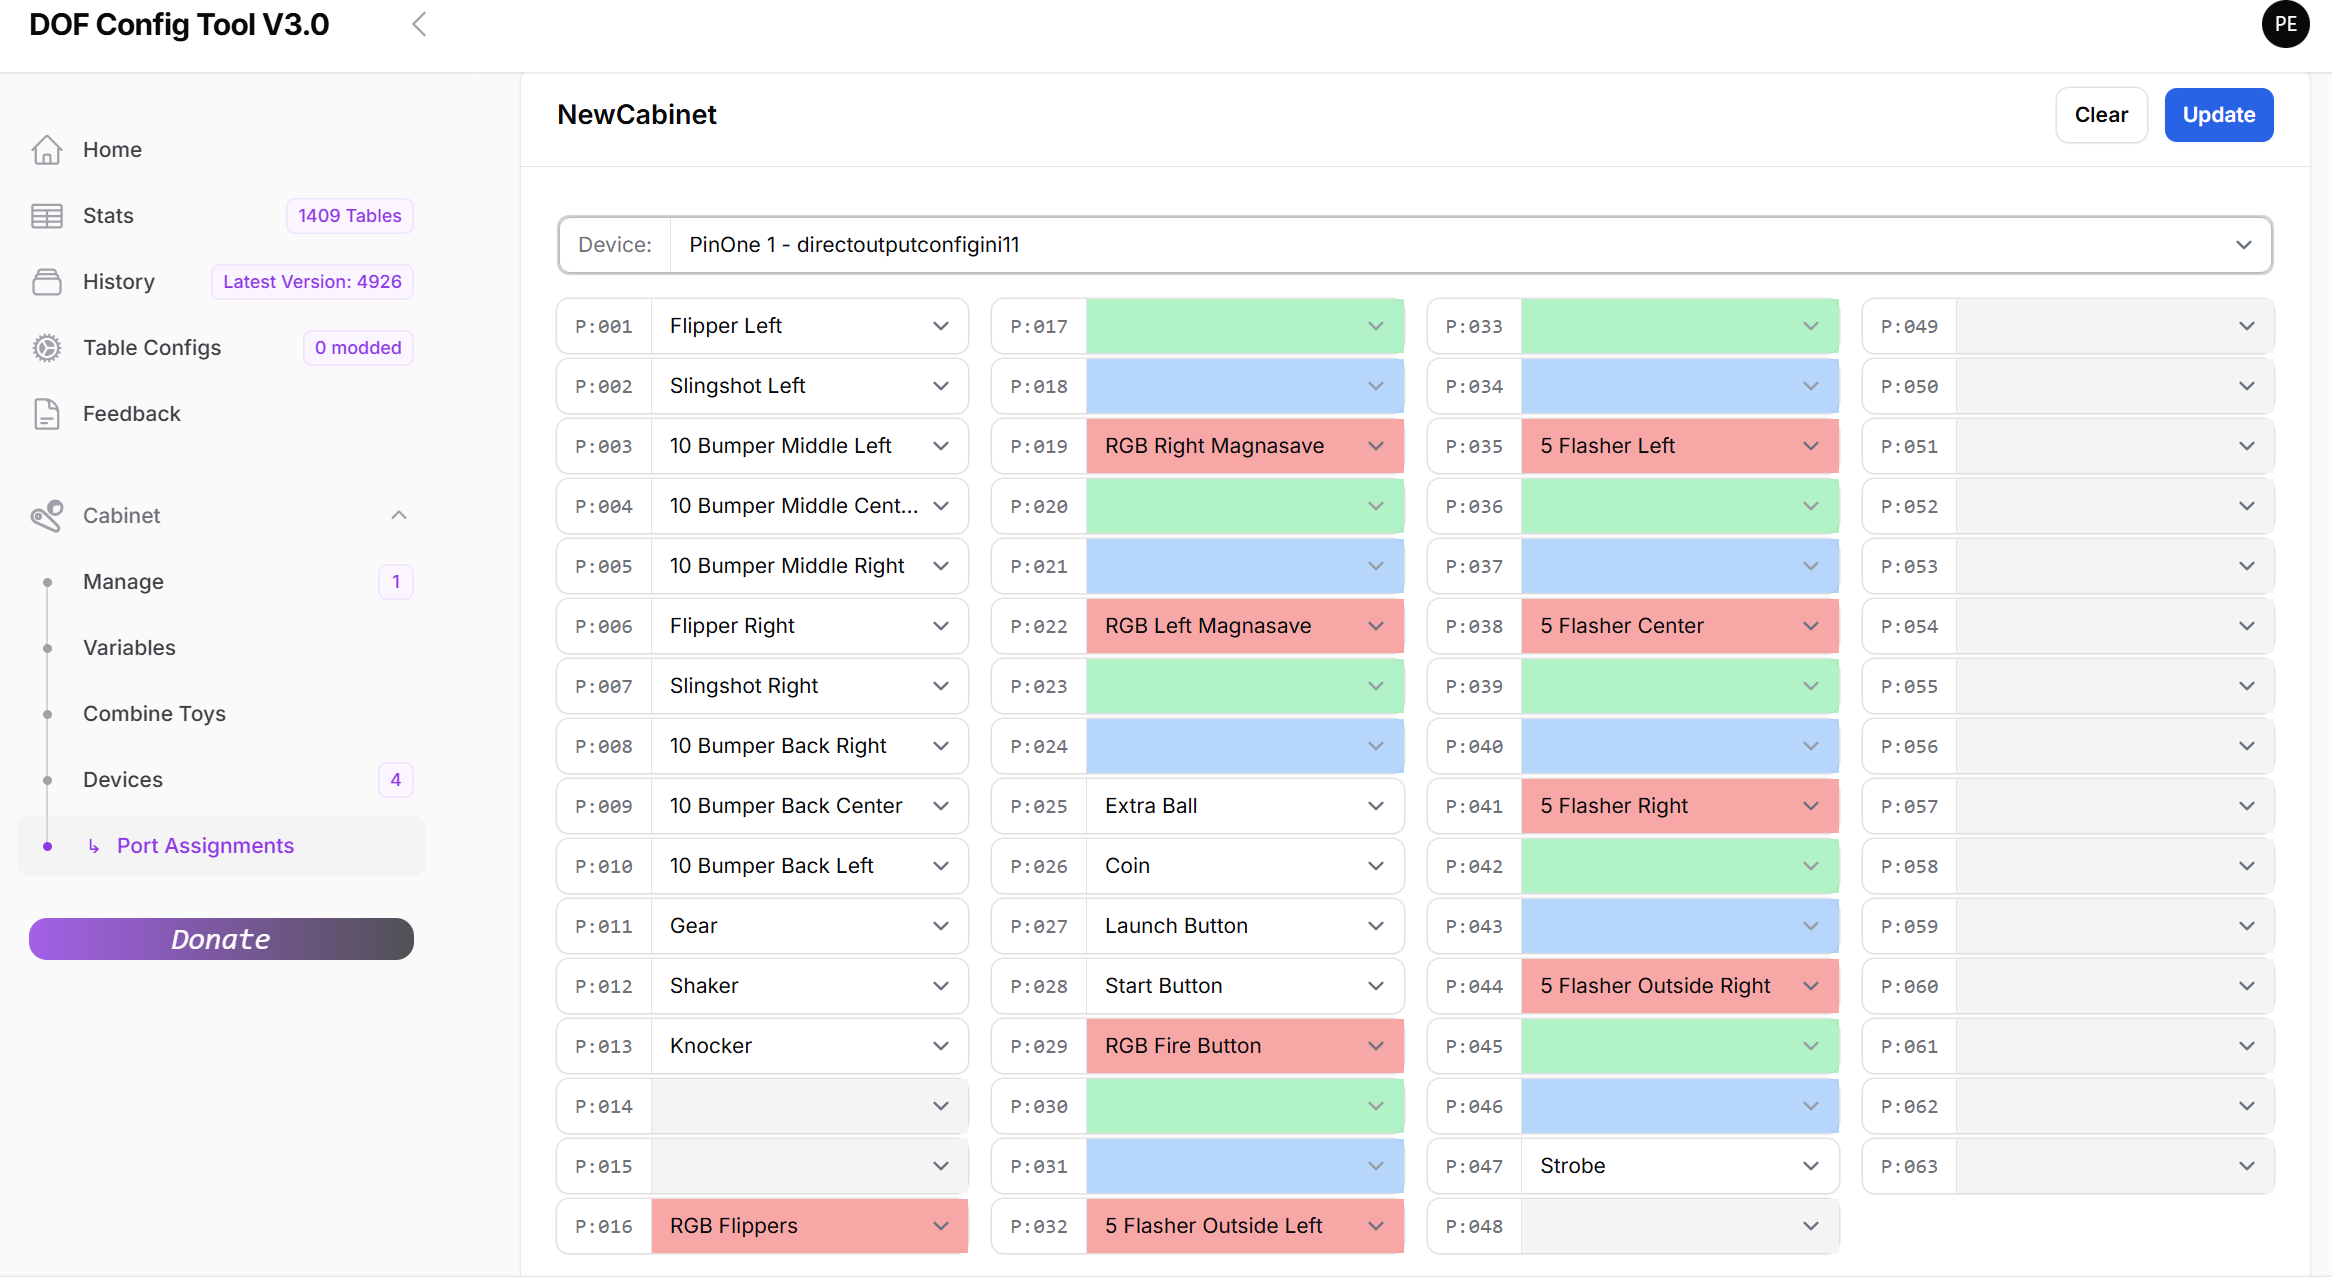 DOF Config Tool V3.0
PE
Home
Stats
1409 Tables
History
Latest Version: 4926
Table Configs
0 modded
Feedback
Cabinet
Manage
1
Variables
Combine Toys
Devices
4
↳ Port Assignments
Donate
NewCabinet
Clear
Update
Device:
PinOne 1 - directoutputconfigini11
P:001 Flipper Left
P:002 Slingshot Left
P:003 10 Bumper Middle Left
P:004 10 Bumper Middle Cent...
P:005 10 Bumper Middle Right
P:006 Flipper Right
P:007 Slingshot Right
P:008 10 Bumper Back Right
P:009 10 Bumper Back Center
P:010 10 Bumper Back Left
P:011 Gear
P:012 Shaker
P:013 Knocker
P:014
P:015
P:016 RGB Flippers
P:017
P:018
P:019 RGB Right Magnasave
P:020
P:021
P:022 RGB Left Magnasave
P:023
P:024
P:025 Extra Ball
P:026 Coin
P:027 Launch Button
P:028 Start Button
P:029 RGB Fire Button
P:030
P:031
P:032 5 Flasher Outside Left
P:033
P:034
P:035 5 Flasher Left
P:036
P:037
P:038 5 Flasher Center
P:039
P:040
P:041 5 Flasher Right
P:042
P:043
P:044 5 Flasher Outside Right
P:045
P:046
P:047 Strobe
P:048
P:049
P:050
P:051
P:052
P:053
P:054
P:055
P:056
P:057
P:058
P:059
P:060
P:061
P:062
P:063